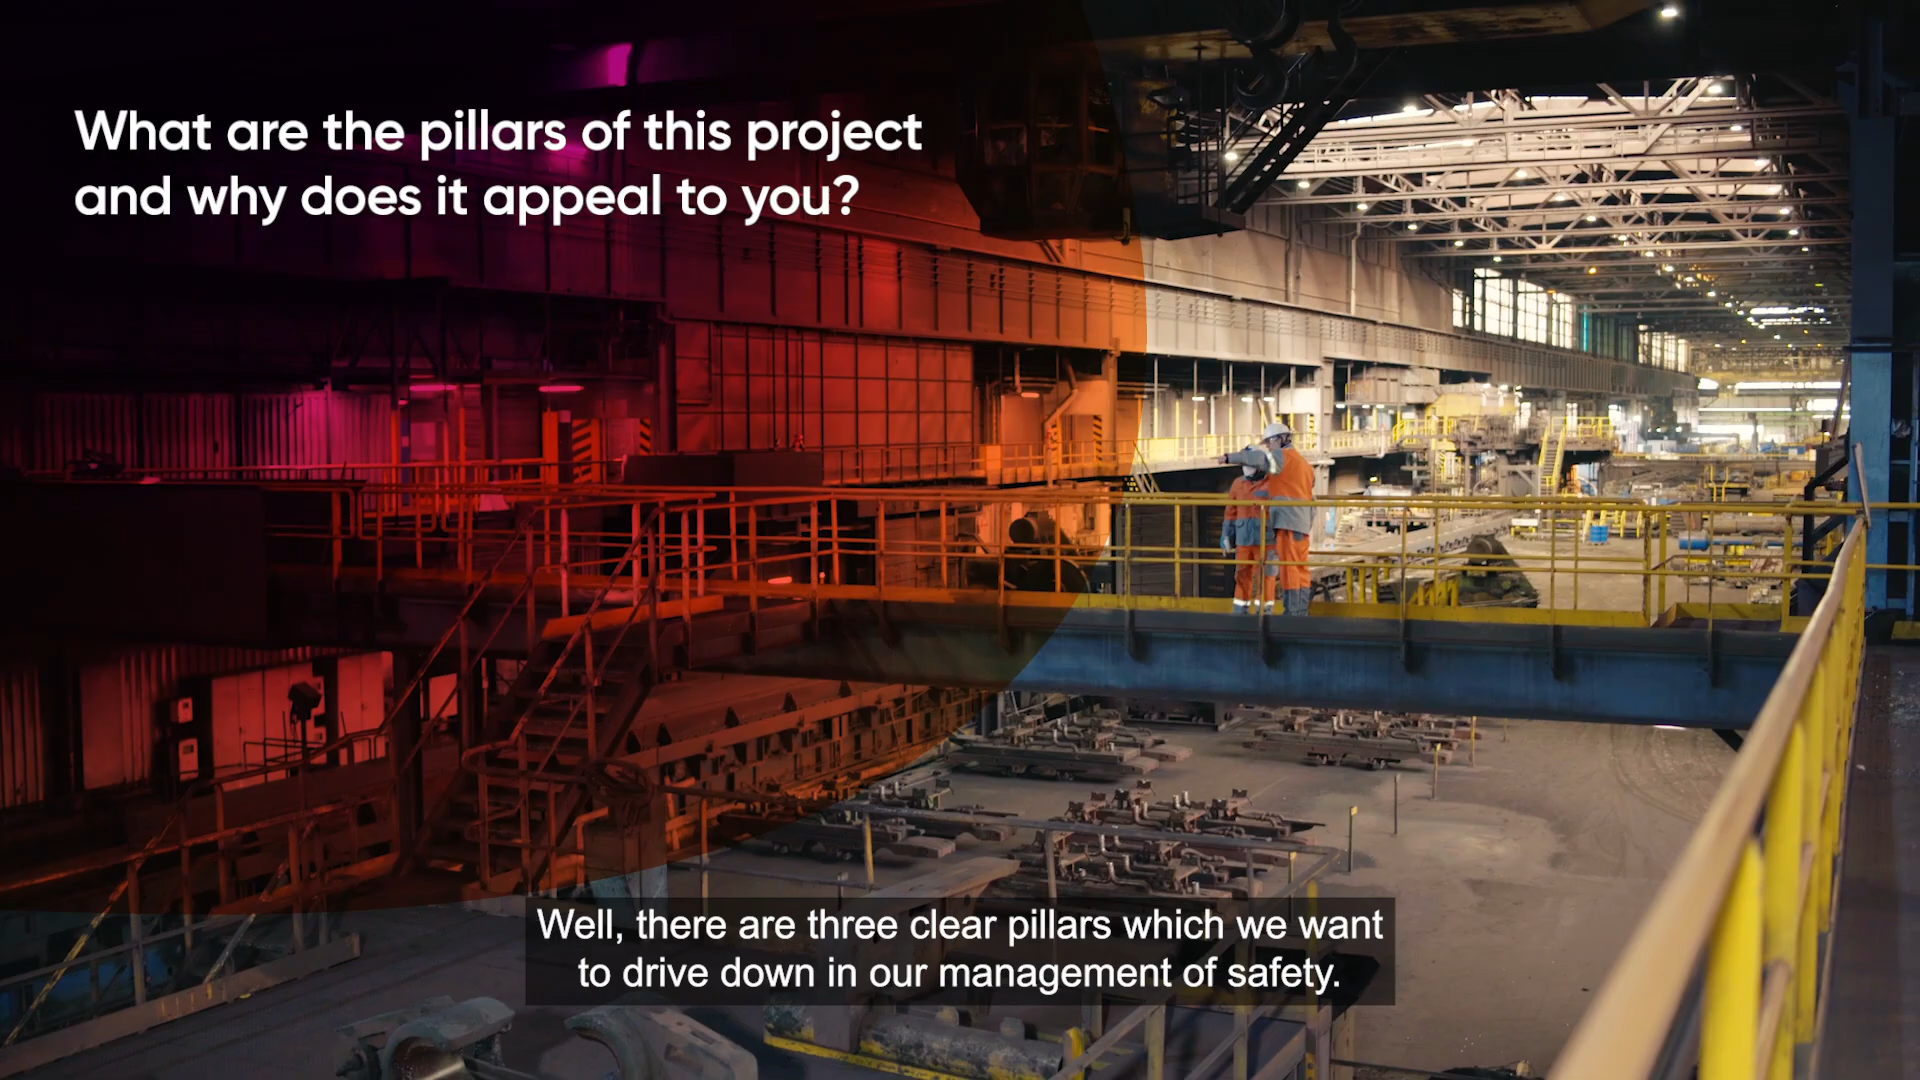 What are the pillars of this project
and why does it appeal to you?
Well, there are three clear pillars which we want
to drive down in our management of safety.